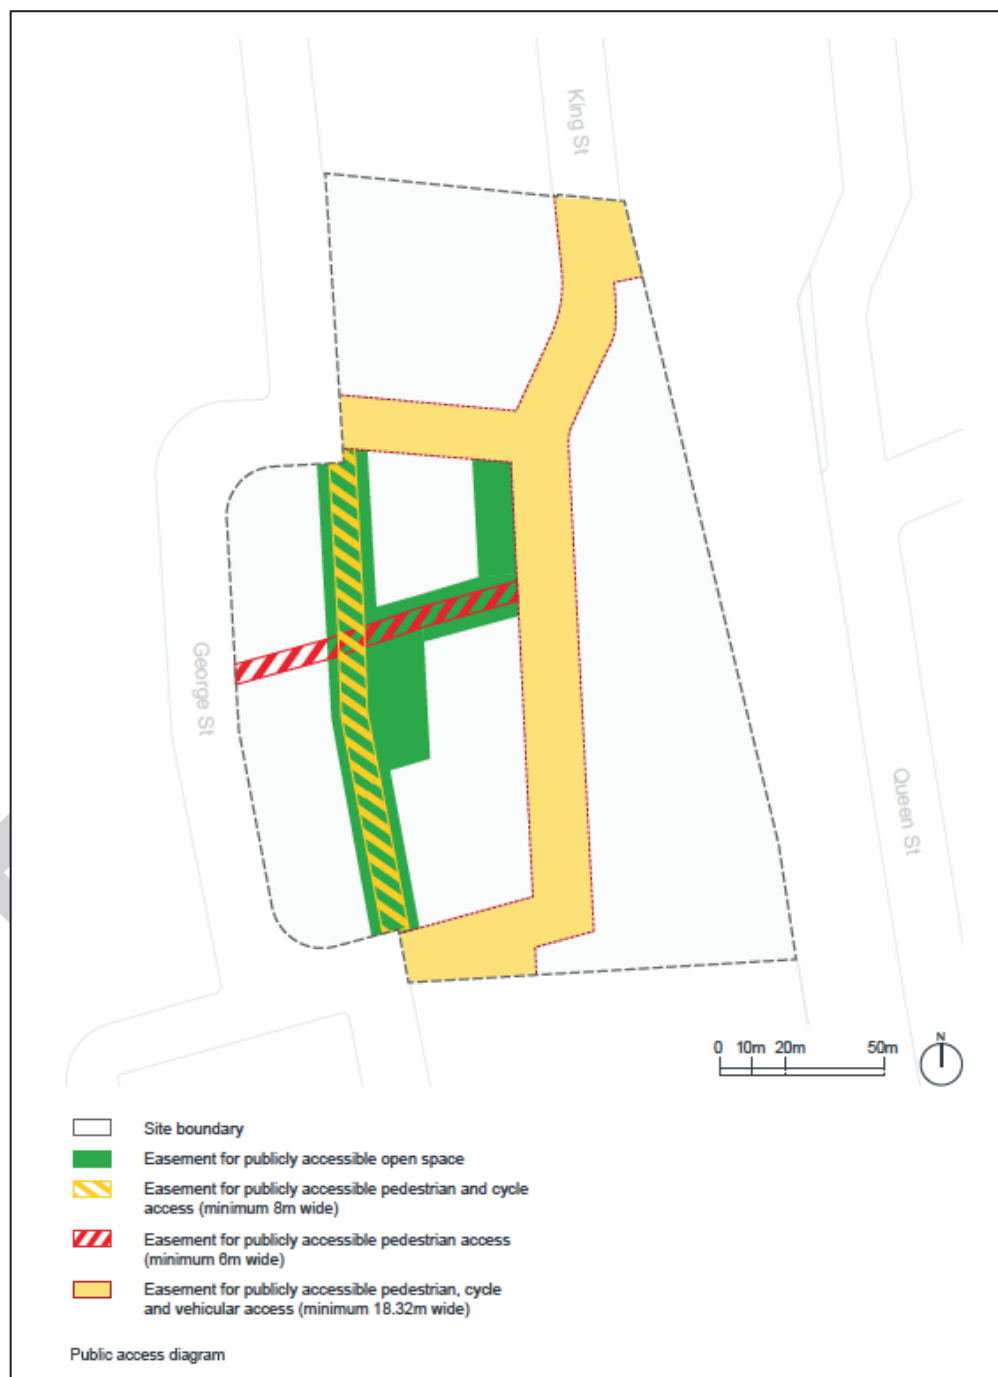 King St
George St
Queen St
N
0 10m 20m 50m
Site boundary
Easement for publicly accessible open space
Easement for publicly accessible pedestrian and cycle
access (minimum 8m wide)
Easement for publicly accessible pedestrian access
(minimum 6m wide)
Easement for publicly accessible pedestrian, cycle
and vehicular access (minimum 18.32m wide)
Public access diagram